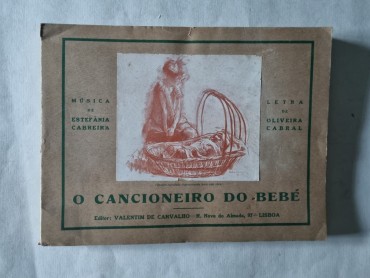 MÚSICA
DE
ESTEFÂNIA
CABREIRA
LETRA
DE
OLIVEIRA
CABRAL
O CANCIONEIRO DO BEBÉ
Editor: VALENTIM DE CARVALHO - R. Nova do Almada, 97 - LISBOA